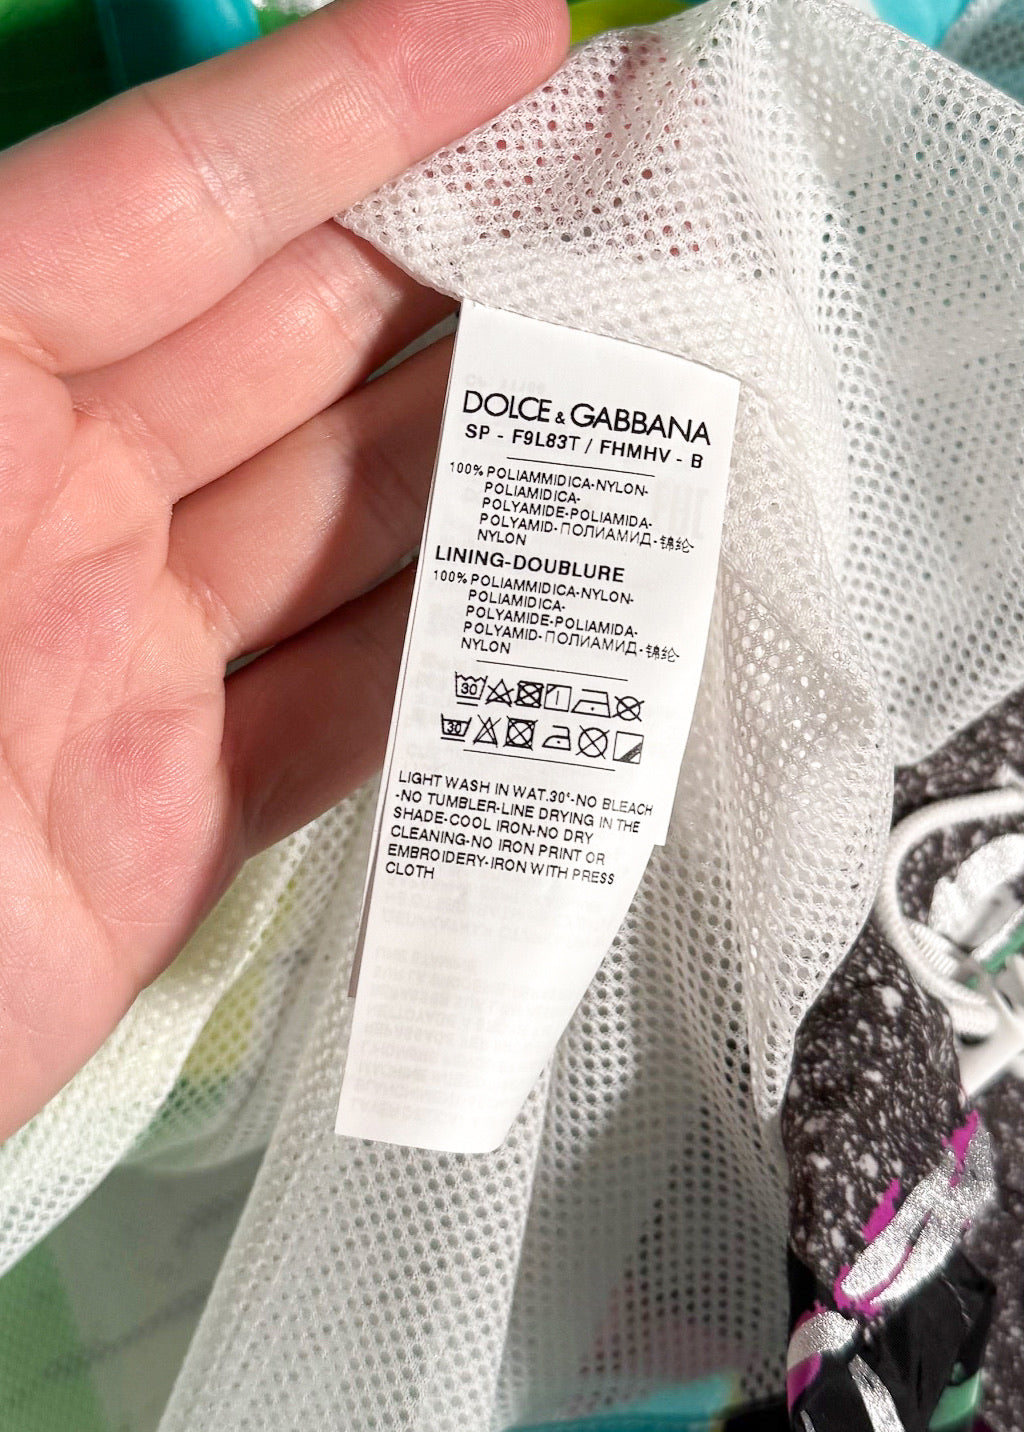 DOLCE & GABBANA
SP - F9L83T / FHMHV - B
100% POLIAMMIDICA-NYLON-
POLIAMIDICA-
POLYAMIDE-POLIAMIDA-
POLYAMID-ПОЛИАМИД-锦纶-
NYLON
LINING-DOUBLURE
100% POLIAMMIDICA-NYLON-
POLIAMIDICA-
POLYAMIDE-POLIAMIDA-
POLYAMID-ПОЛИАМИД-锦纶-
NYLON
30
30
LIGHT WASH IN WAT.30°-NO BLEACH
-NO TUMBLER-LINE DRYING IN THE
SHADE-COOL IRON-NO DRY
CLEANING-NO IRON PRINT OR
EMBROIDERY-IRON WITH PRESS
CLOTH